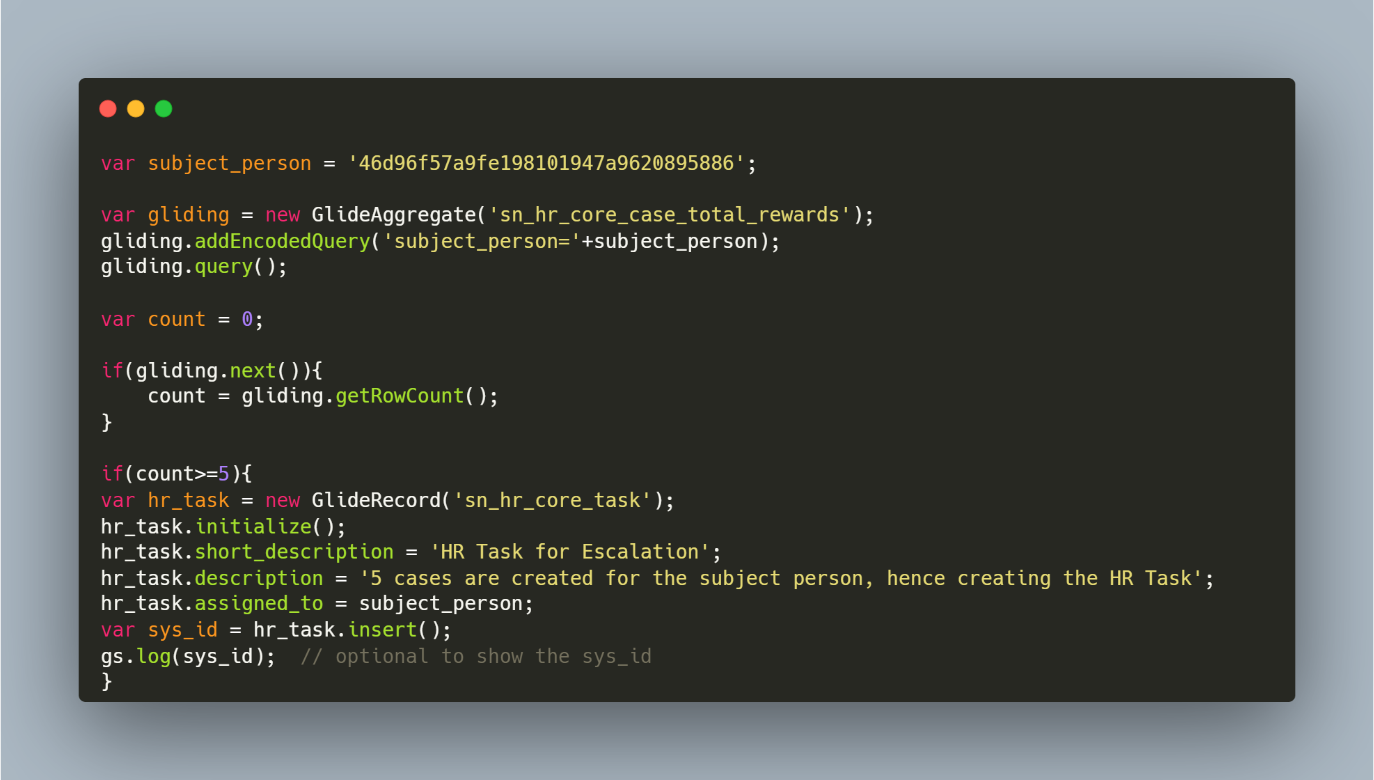 var subject_person = '46d96f57a9fe198101947a9620895886';
var gliding = new GlideAggregate('sn_hr_core_case_total_rewards');
gliding.addEncodedQuery('subject_person='+subject_person);
gliding.query();
var count = 0;
if(gliding.next()){
    count = gliding.getRowCount();
}
if(count>=5){
var hr_task = new GlideRecord('sn_hr_core_task');
hr_task.initialize();
hr_task.short_description = 'HR Task for Escalation';
hr_task.description = '5 cases are created for the subject person, hence creating the HR Task';
hr_task.assigned_to = subject_person;
var sys_id = hr_task.insert();
gs.log(sys_id);  // optional to show the sys_id
}